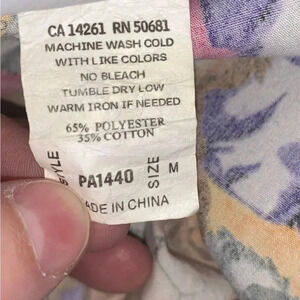 CA 14261 RN 50681
MACHINE WASH COLD
WITH LIKE COLORS
NO BLEACH
TUMBLE DRY LOW
WARM IRON IF NEEDED
65% POLYESTER
35% COTTON
STYLE
PA1440
SIZE
M
MADE IN CHINA